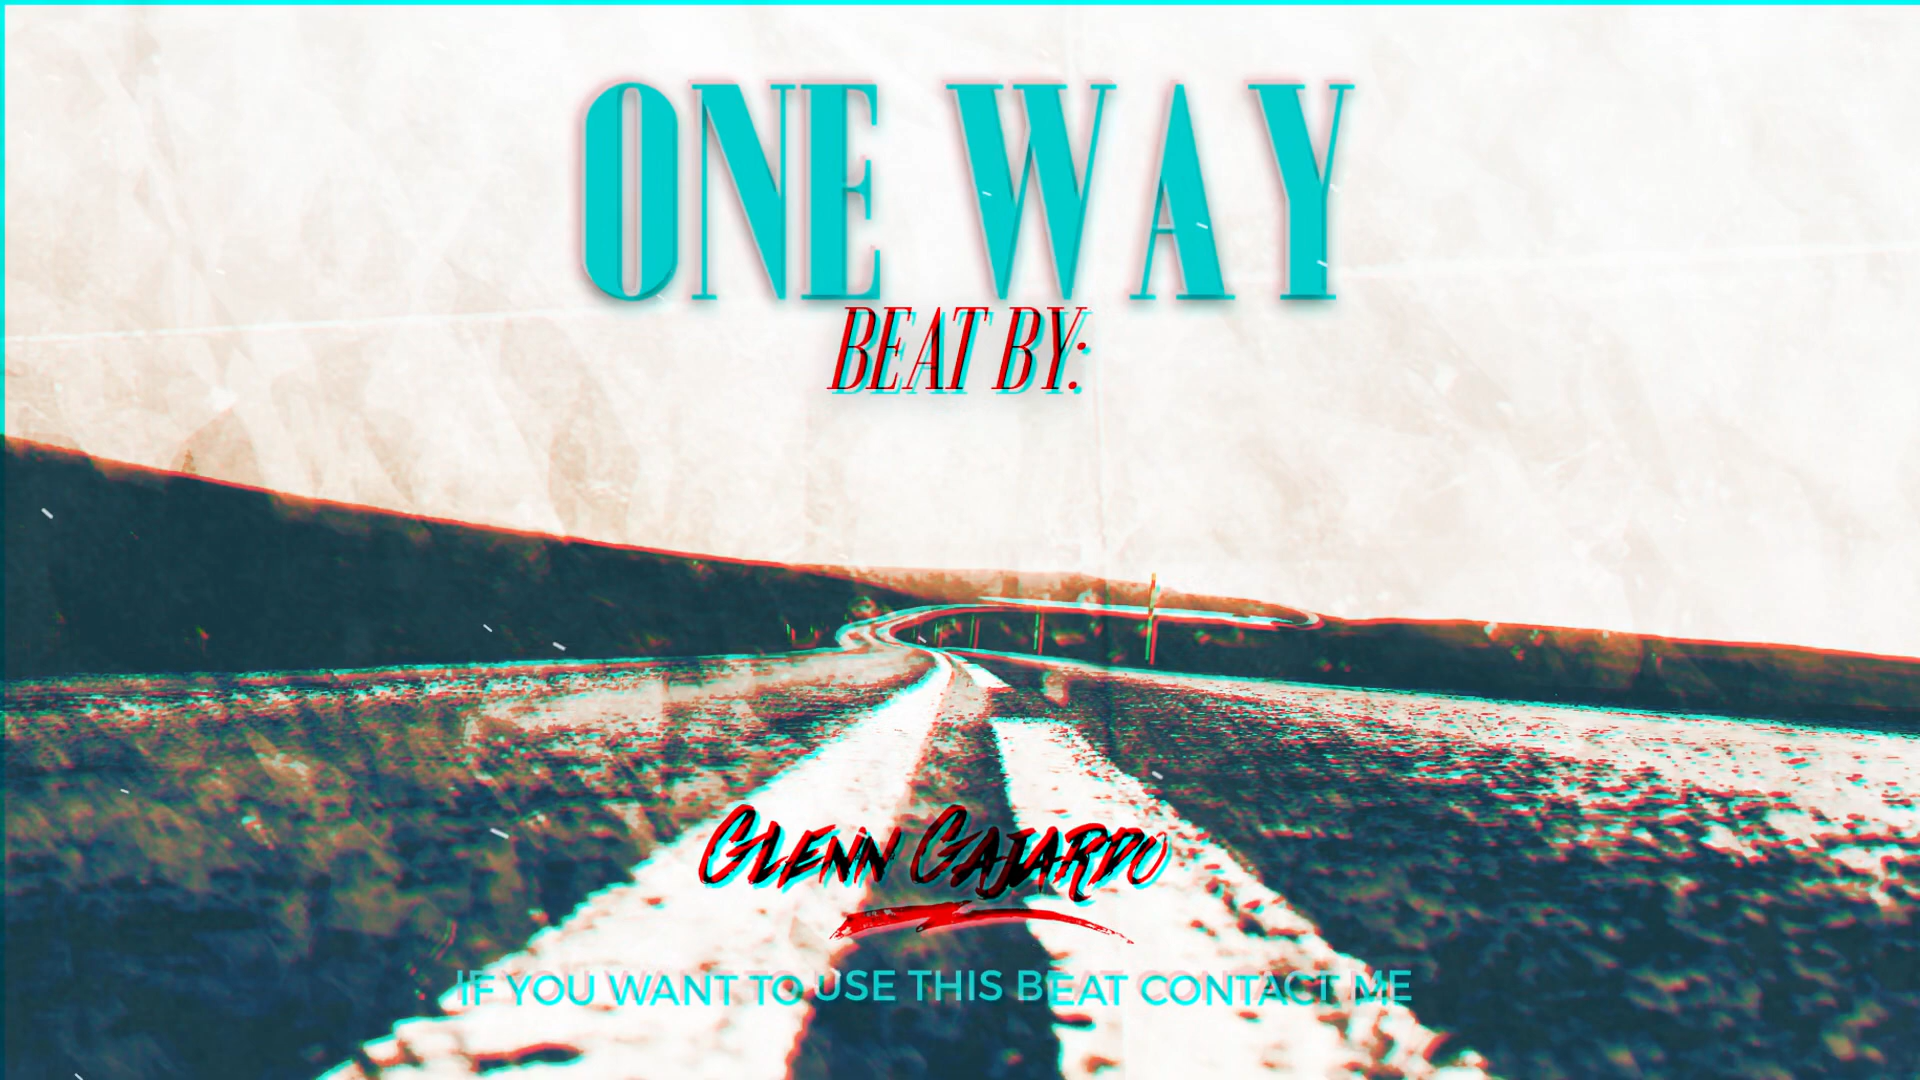 ONE WAY
BEAT BY:
GLENN GAJARDO
IF YOU WANT TO USE THIS BEAT CONTACT ME